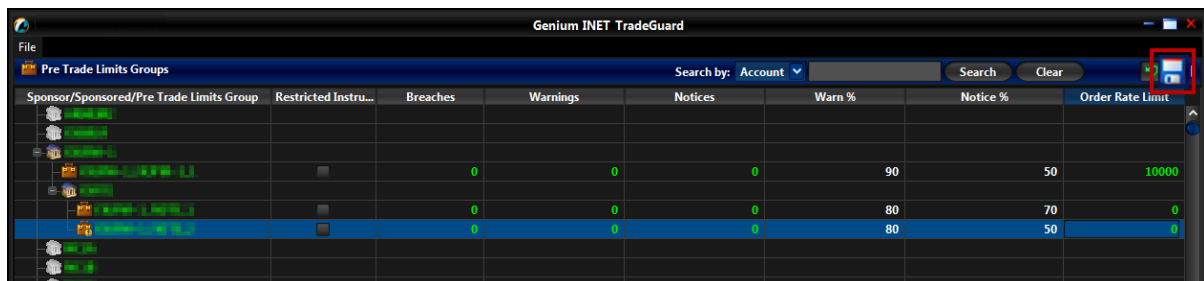 Genium INET TradeGuard
File
Pre Trade Limits Groups Search by: Account Search Clear
Sponsor/Sponsored/Pre Trade Limits Group Restricted Instru... Breaches Warnings Notices Warn % Notice % Order Rate Limit
0 0 0 90 50 10000
0 0 0 80 70 0
0 0 0 80 50 0